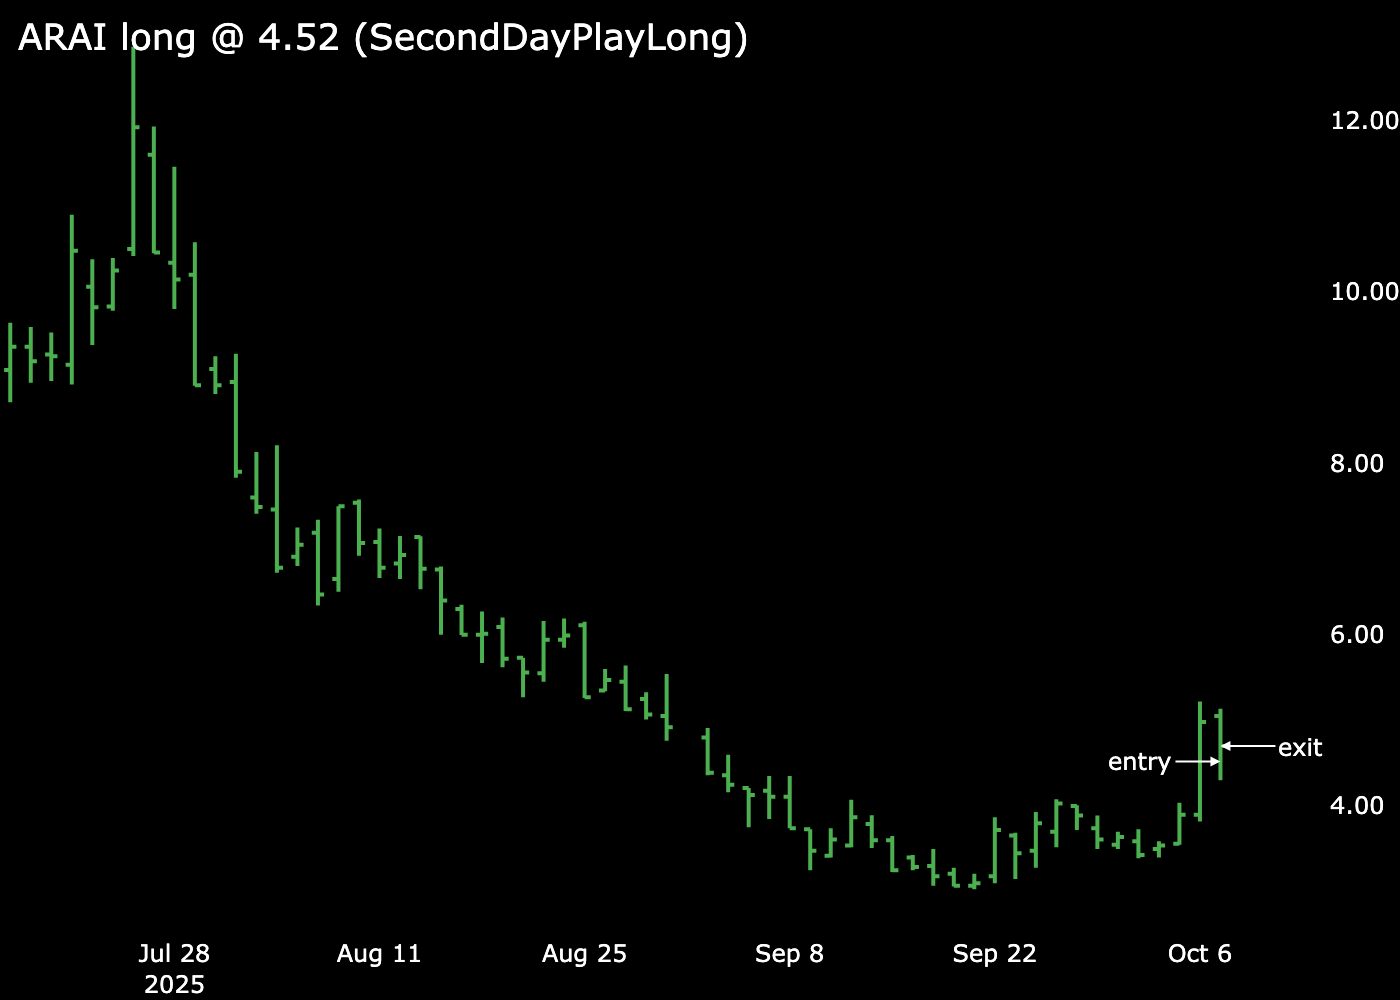 ARAI long @ 4.52 (SecondDayPlayLong)
12.00
10.00
8.00
6.00
exit
entry
4.00
Jul 28 Aug 11 Aug 25 Sep 8 Sep 22 Oct 6
2025